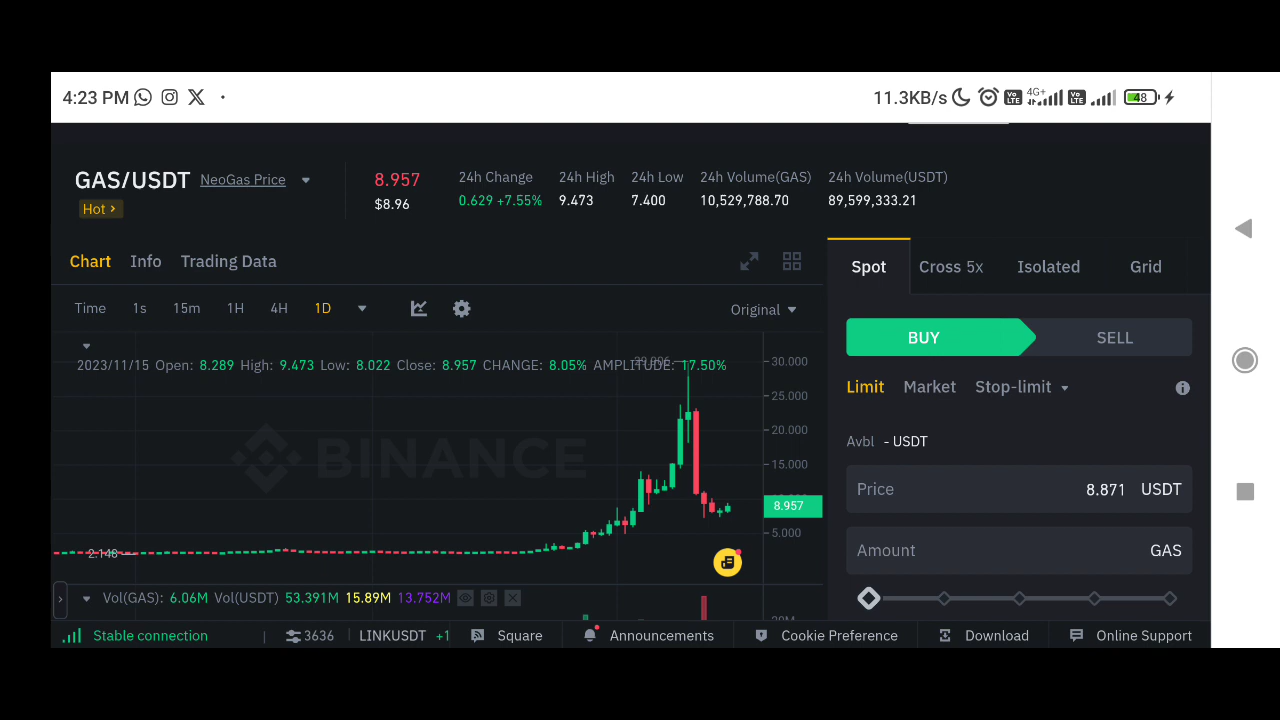 4:23 PM
11.3KB/s 4G+ 48
GAS/USDT NeoGas Price
Hot
8.957
$8.96
24h Change 24h High 24h Low 24h Volume(GAS) 24h Volume(USDT)
0.629 +7.55% 9.473 7.400 10,529,788.70 89,599,333.21
Chart Info Trading Data
Spot Cross 5x Isolated Grid
Time 1s 15m 1H 4H 1D
Original
BUY SELL
2023/11/15 Open: 8.289 High: 9.473 Low: 8.022 Close: 8.957 CHANGE: 8.05% AMPLITUDE: 17.50%
30.000
25.000
20.000
15.000
8.957
5.000
2.148
BINANCE
Limit Market Stop-limit
Avbl - USDT
Price 8.871 USDT
Amount GAS
Vol(GAS): 6.06M Vol(USDT) 53.391M 15.89M 13.752M
Stable connection 3636 LINKUSDT +1 Square Announcements Cookie Preference Download Online Support